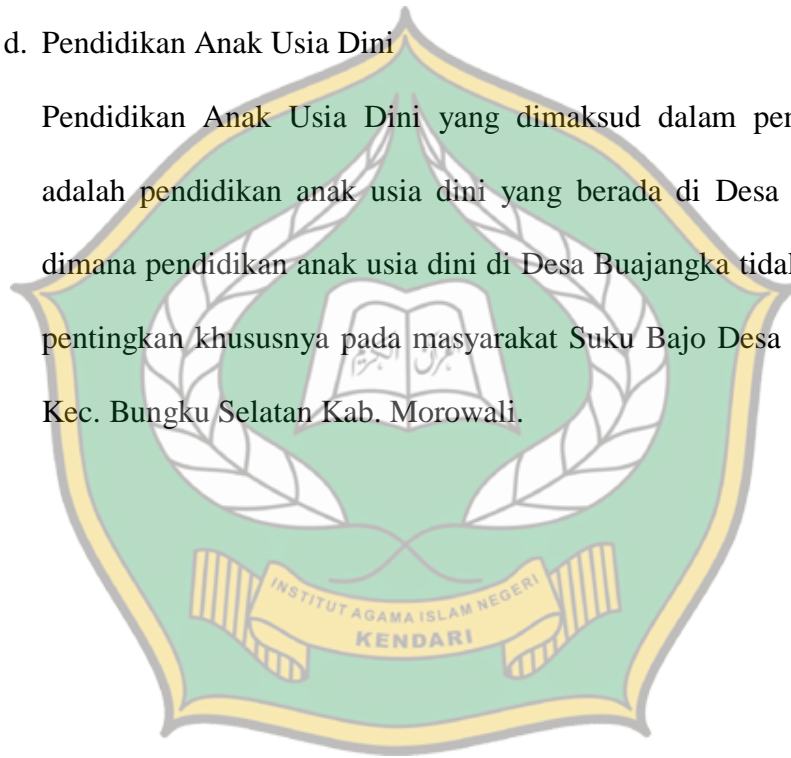 d. Pendidikan Anak Usia Dini
Pendidikan Anak Usia Dini yang dimaksud dalam
adalah pendidikan anak usia dini yang berada di Desa
dimana pendidikan anak usia dini di Desa Buajangka
pentingkan khususnya pada masyarakat Suku Bajo Desa
القرآن الكريم
Kec. Bungku Selatan Kab. Morowali.
INSTITUT AGAMA ISLAM NEGERI
KENDARI